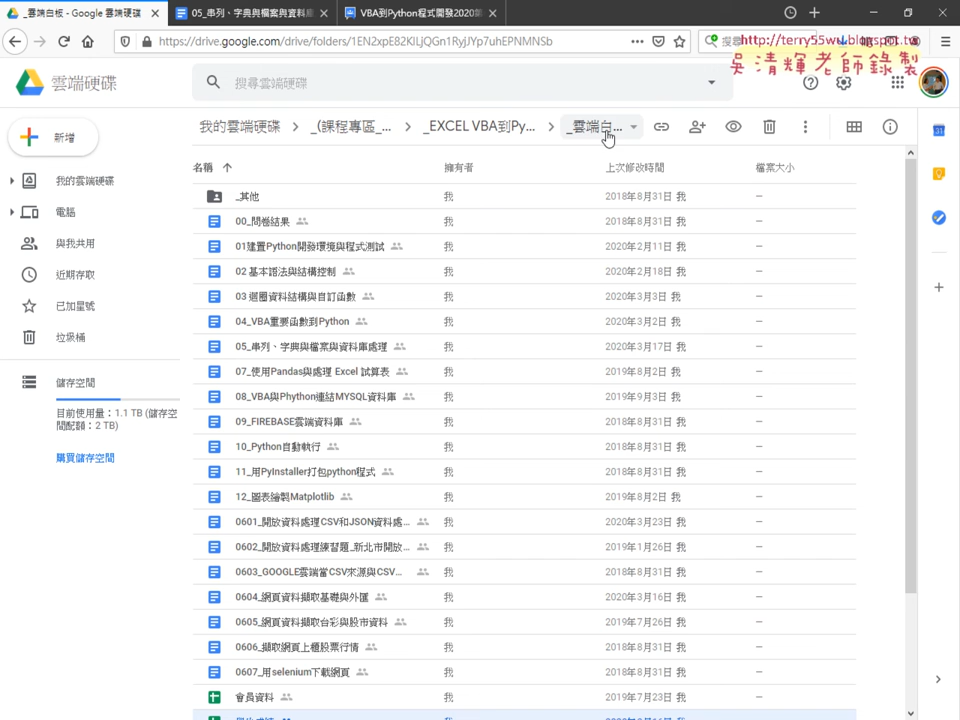 _雲端白板 - Google 雲端硬碟
05_串列、字典與檔案與資料庫
VBA到Python程式開發2020第
https://drive.google.com/drive/folders/1EN2xpE82KILjQGn1RyjJYp7uhEPNMNSb
http://terry55wu.blogspot.tw
吳清輝老師錄製
雲端硬碟
搜尋雲端硬碟
新增
我的雲端硬碟
_(課程專區_...
_EXCEL VBA到Py...
_雲端白...
我的雲端硬碟
電腦
與我共用
近期存取
已加星號
垃圾桶
儲存空間
目前使用量：1.1 TB (儲存空
間配額：2 TB)
購買儲存空間
名稱 擁有者 上次修改時間 檔案大小
_其他 我 2018年8月31日 我 –
00_問卷結果 我 2018年8月31日 我 –
01建置Python開發環境與程式測試 我 2020年2月11日 我 –
02 基本語法與結構控制 我 2020年2月18日 我 –
03 迴圈資料結構與自訂函數 我 2020年3月3日 我 –
04_VBA重要函數到Python 我 2020年3月2日 我 –
05_串列、字典與檔案與資料庫處理 我 2020年3月17日 我 –
07_使用Pandas與處理 Excel 試算表 我 2019年8月2日 我 –
08_VBA與Phython連結MYSQL資料庫 我 2019年9月3日 我 –
09_FIREBASE雲端資料庫 我 2018年8月31日 我 –
10_Python自動執行 我 2018年8月31日 我 –
11_用PyInstaller打包python程式 我 2018年8月31日 我 –
12_圖表繪製Matplotlib 我 2019年8月2日 我 –
0601_開放資料處理CSV和JSON資料處... 我 2020年3月23日 我 –
0602_開放資料處理練習題_新北市開放... 我 2019年1月26日 我 –
0603_GOOGLE雲端當CSV來源與CSV... 我 2018年8月31日 我 –
0604_網頁資料擷取基礎與外匯 我 2020年3月16日 我 –
0605_網頁資料擷取台彩與股市資料 我 2019年7月26日 我 –
0606_擷取網頁上櫃股票行情 我 2018年8月31日 我 –
0607_用selenium下載網頁 我 2018年8月31日 我 –
會員資料 我 2019年7月23日 我 –